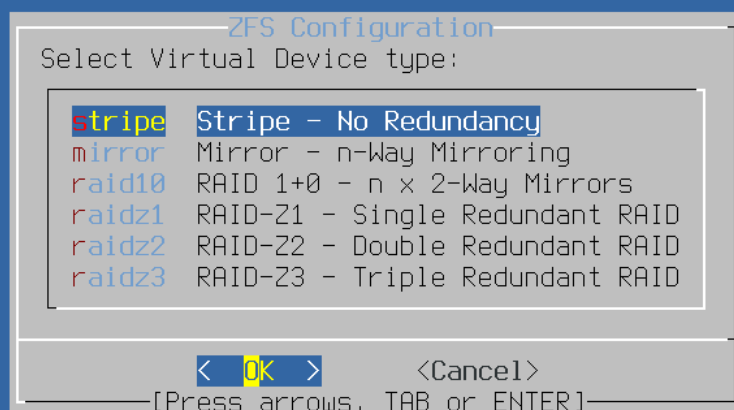 ZFS Configuration
Select Virtual Device type:
stripe Stripe - No Redundancy
mirror Mirror - n-Way Mirroring
raid10 RAID 1+0 - n x 2-Way Mirrors
raidz1 RAID-Z1 - Single Redundant RAID
raidz2 RAID-Z2 - Double Redundant RAID
raidz3 RAID-Z3 - Triple Redundant RAID
< OK > <Cancel>
[Press arrows, TAB or ENTER]